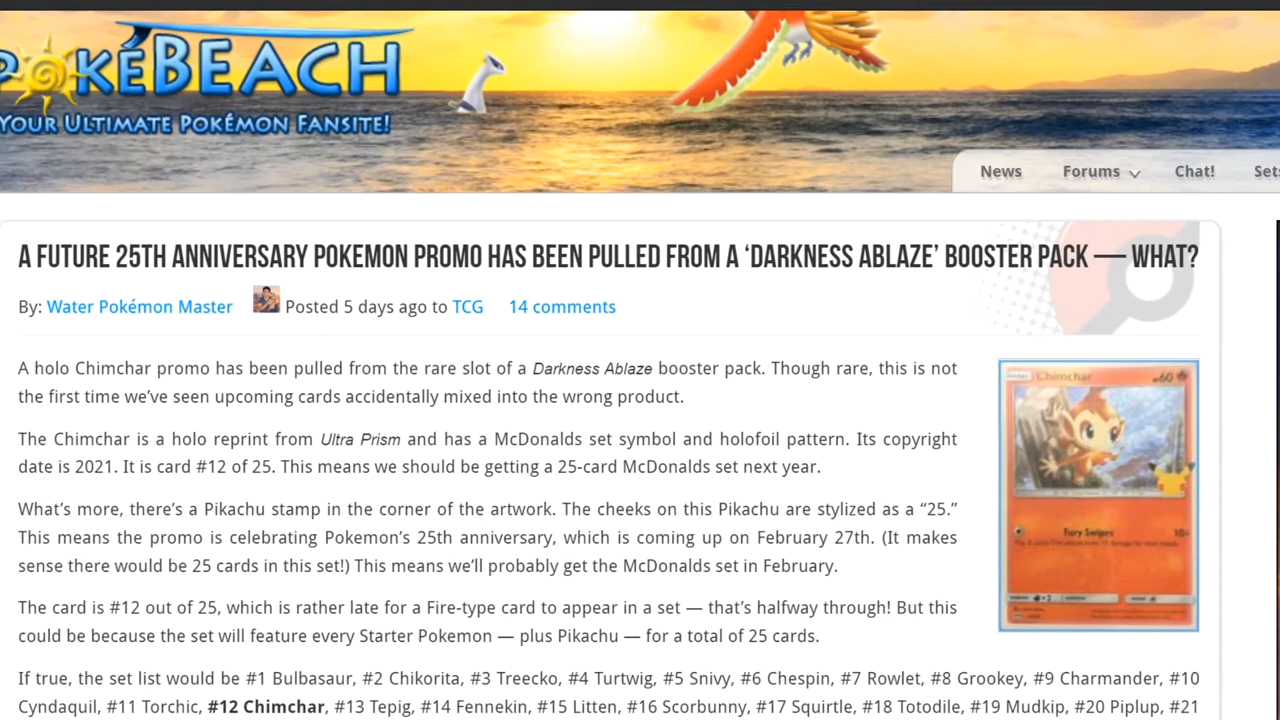 POKÉBEACH
YOUR ULTIMATE POKÉMON FANSITE!
News Forums Chat! Sets
A FUTURE 25TH ANNIVERSARY POKEMON PROMO HAS BEEN PULLED FROM A ‘DARKNESS ABLAZE’ BOOSTER PACK — WHAT?
By: Water Pokémon Master Posted 5 days ago to TCG 14 comments
A holo Chimchar promo has been pulled from the rare slot of a Darkness Ablaze booster pack. Though rare, this is not
the first time we’ve seen upcoming cards accidentally mixed into the wrong product.
The Chimchar is a holo reprint from Ultra Prism and has a McDonalds set symbol and holofoil pattern. Its copyright
date is 2021. It is card #12 of 25. This means we should be getting a 25-card McDonalds set next year.
What’s more, there’s a Pikachu stamp in the corner of the artwork. The cheeks on this Pikachu are stylized as a “25.”
This means the promo is celebrating Pokemon’s 25th anniversary, which is coming up on February 27th. (It makes
sense there would be 25 cards in this set!) This means we’ll probably get the McDonalds set in February.
The card is #12 out of 25, which is rather late for a Fire-type card to appear in a set — that’s halfway through! But this
could be because the set will feature every Starter Pokemon — plus Pikachu — for a total of 25 cards.
Chimchar 60
Fury Swipes 10×
If true, the set list would be #1 Bulbasaur, #2 Chikorita, #3 Treecko, #4 Turtwig, #5 Snivy, #6 Chespin, #7 Rowlet, #8 Grookey, #9 Charmander, #10
Cyndaquil, #11 Torchic, #12 Chimchar, #13 Tepig, #14 Fennekin, #15 Litten, #16 Scorbunny, #17 Squirtle, #18 Totodile, #19 Mudkip, #20 Piplup, #21